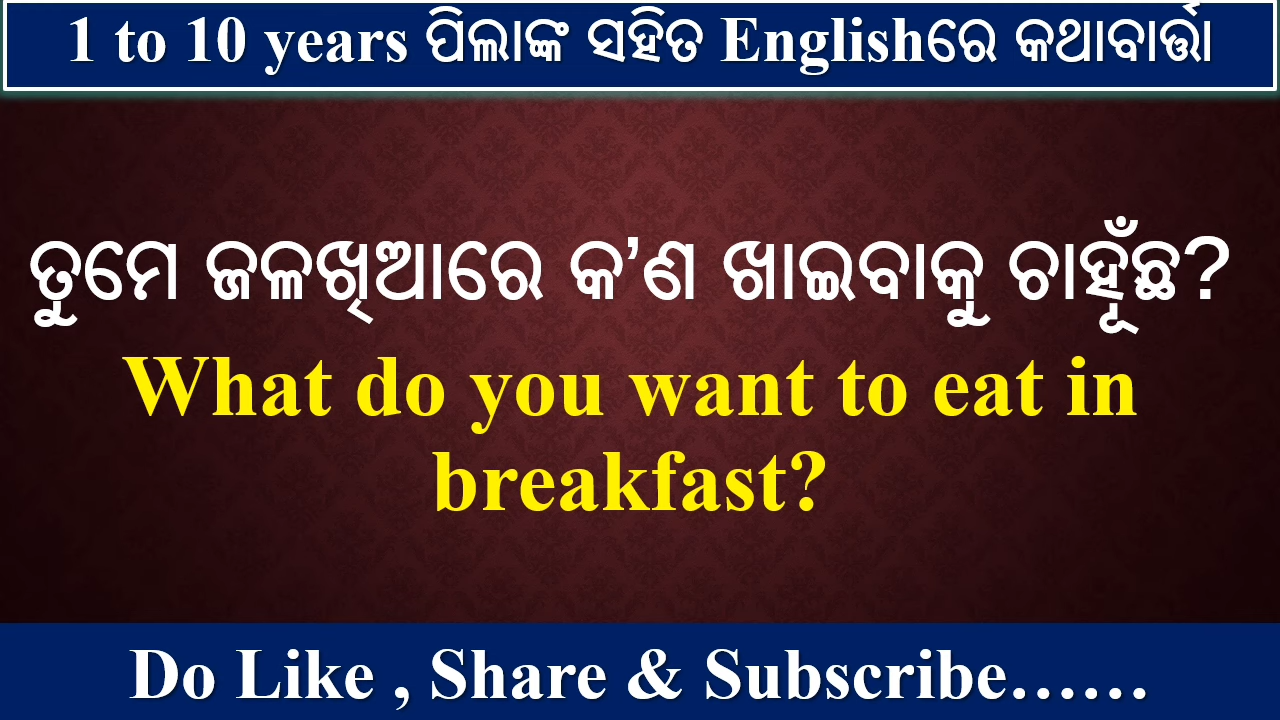 1 to 10 years ପିଲାଙ୍କ ସହିତ Englishରେ କଥାବାର୍ତ୍ତା
ତୁମେ ଜଳଖିଆରେ କ’ଣ ଖାଇବାକୁ ଚାହୂଁଛ?
What do you want to eat in
breakfast?
Do Like , Share & Subscribe……